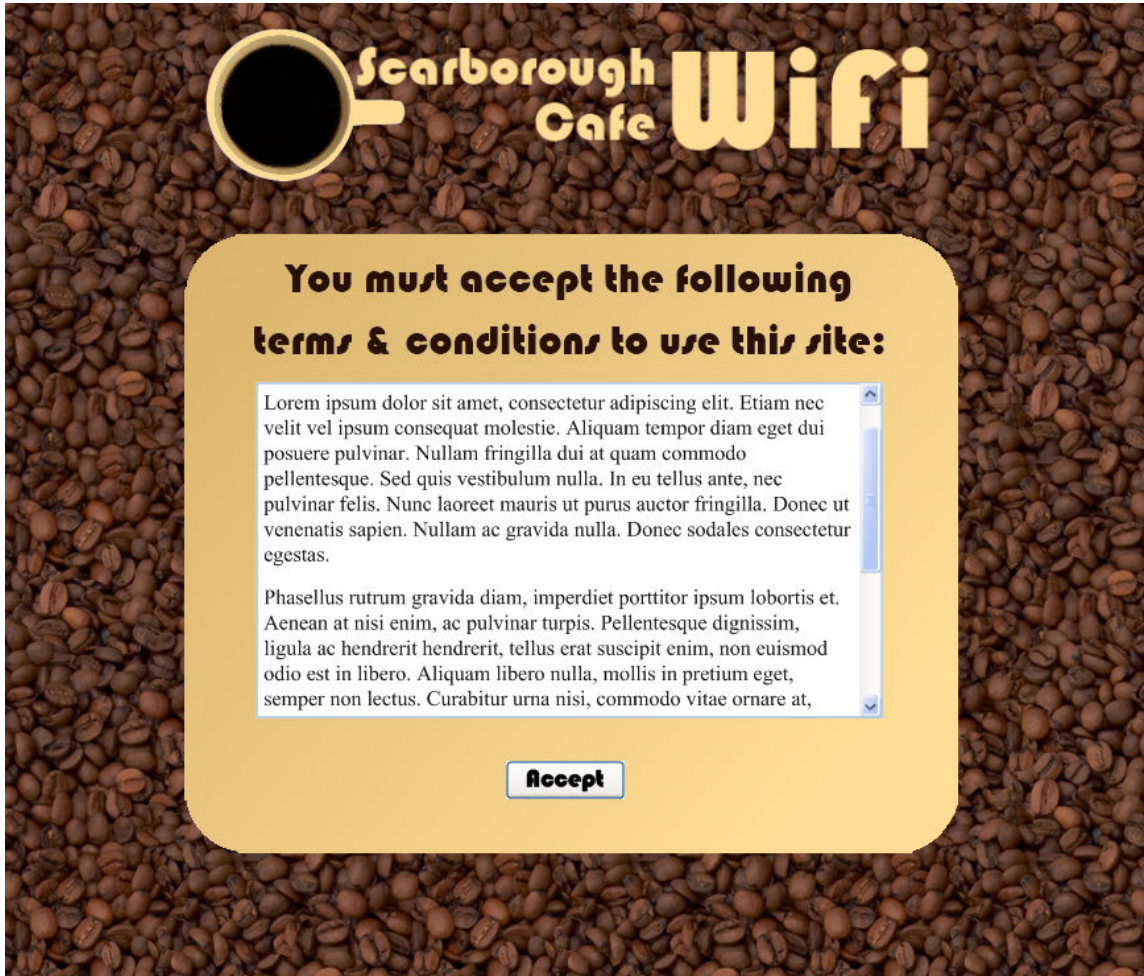 Scarborough
Cafe
WiFi
You must accept the following
terms & conditions to use this site:
Lorem ipsum dolor sit amet, consectetur adipiscing elit. Etiam nec
velit vel ipsum consequat molestie. Aliquam tempor diam eget dui
posuere pulvinar. Nullam fringilla dui at quam commodo
pellentesque. Sed quis vestibulum nulla. In eu tellus ante, nec
pulvinar felis. Nunc laoreet mauris ut purus auctor fringilla. Donec ut
venenatis sapien. Nullam ac gravida nulla. Donec sodales consectetur
egestas.
Phasellus rutrum gravida diam, imperdiet porttitor ipsum lobortis et.
Aenean at nisi enim, ac pulvinar turpis. Pellentesque dignissim,
ligula ac hendrerit hendrerit, tellus erat suscipit enim, non euismod
odio est in libero. Aliquam libero nulla, mollis in pretium eget,
semper non lectus. Curabitur urna nisi, commodo vitae ornare at,
Accept